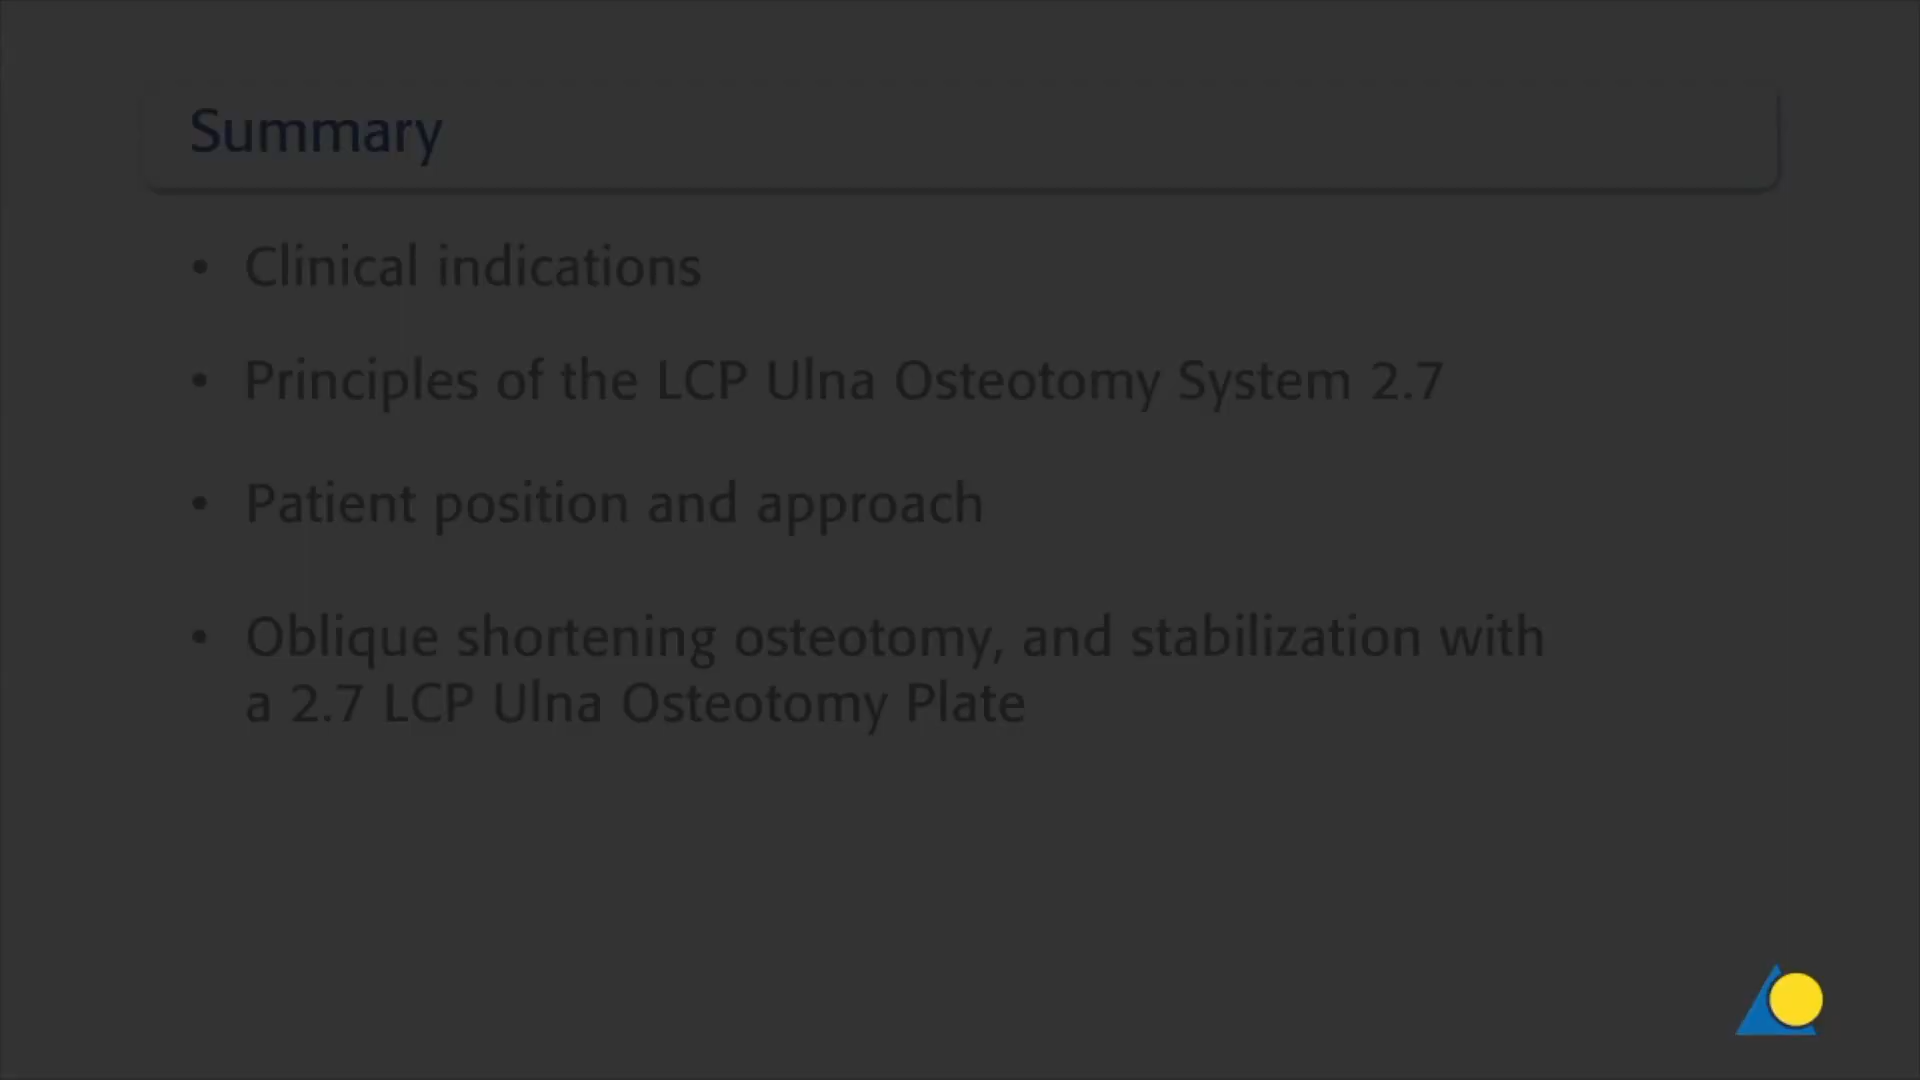 Summary
• Clinical indications
• Principles of the LCP Ulna Osteotomy System 2.7
• Patient position and approach
• Oblique shortening osteotomy, and stabilization with
a 2.7 LCP Ulna Osteotomy Plate